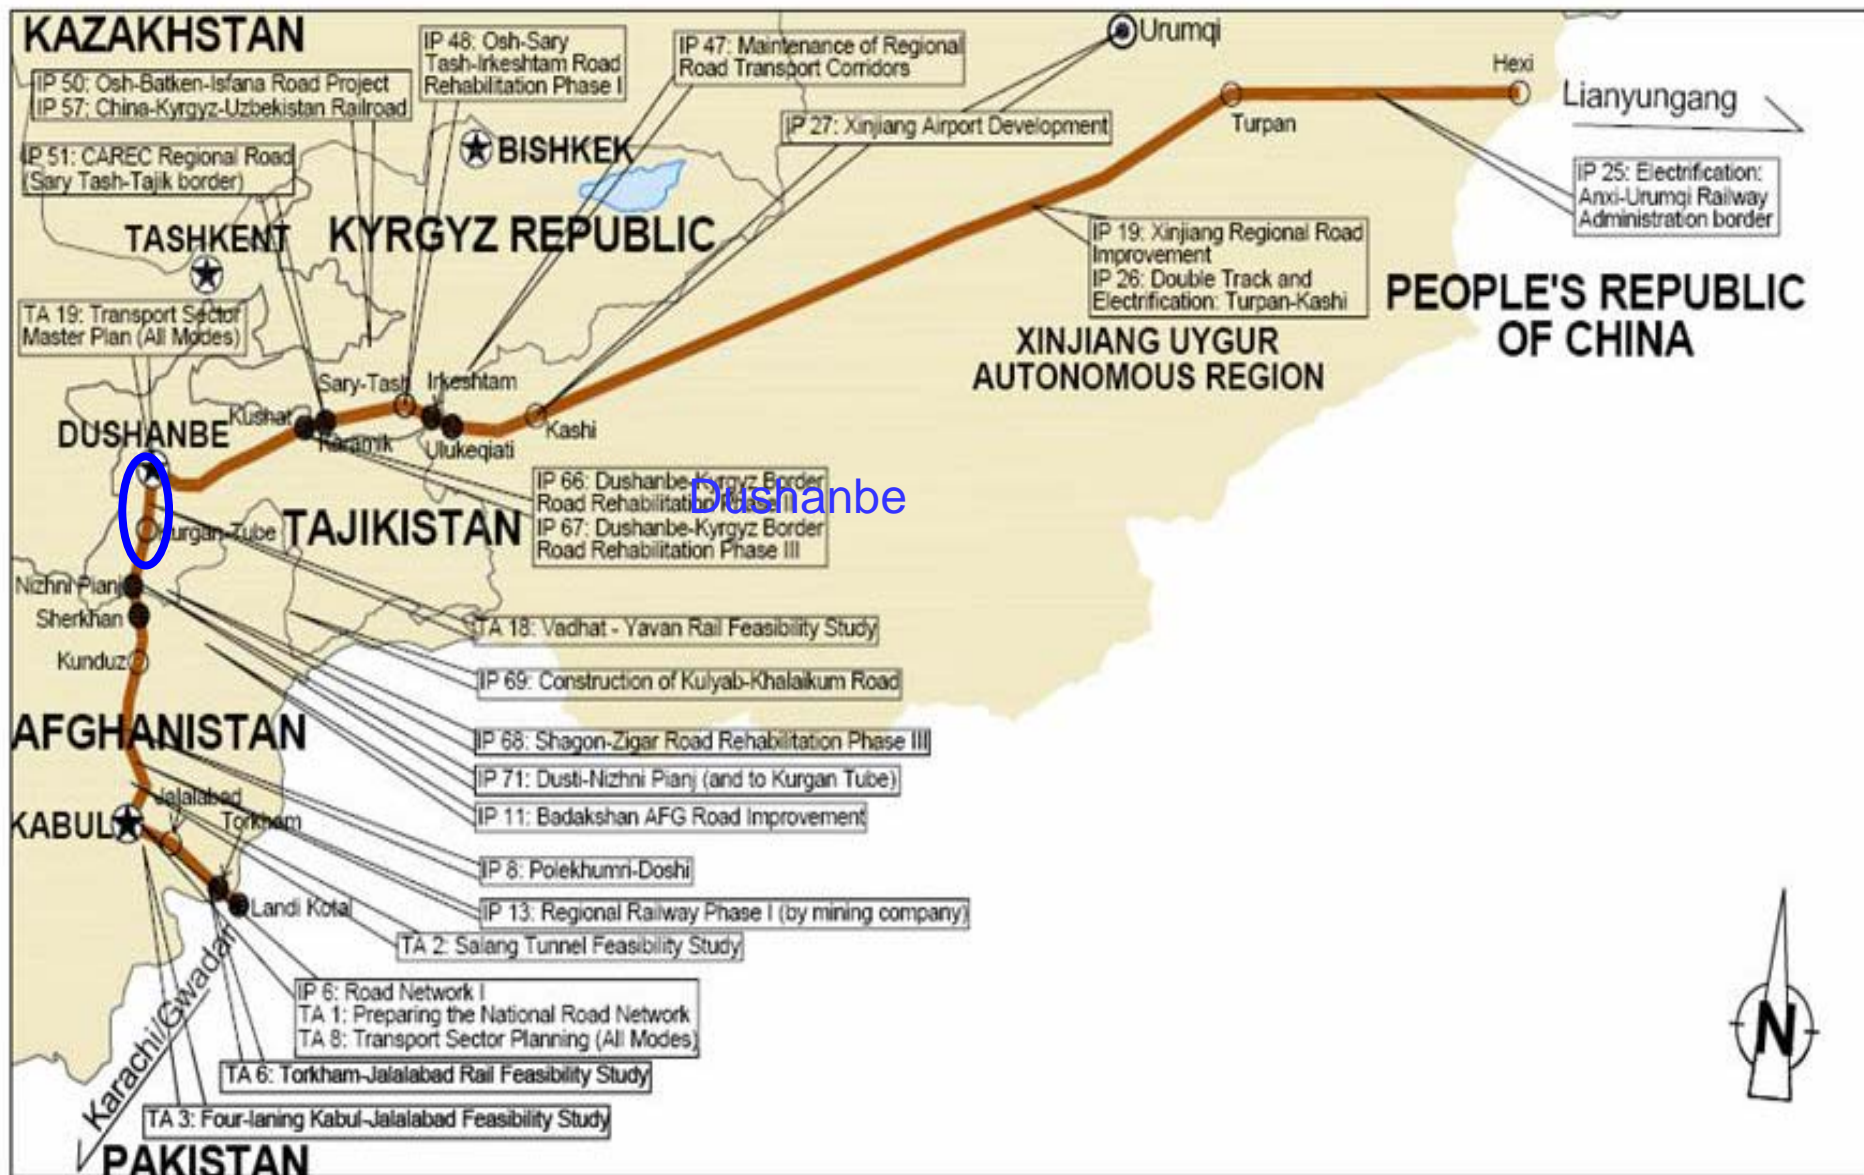 KAZAKHSTAN
IP 50: Osh-Batken-Isfana Road Project
IP 57: China-Kyrgyz-Uzbekistan Railroad
IP 48: Osh-Sary
Tash-Irkeshtam Road
Rehabilitation Phase I
IP 47: Maintenance of Regional
Road Transport Corridors
Urumqi
Hexi
Lianyungang
IP 27: Xinjiang Airport Development
Turpan
BISHKEK
IP 51: CAREC Regional Road
(Sary Tash-Tajik border)
IP 25: Electrification:
Anxi-Urumqi Railway
Administration border
TASHKENT
KYRGYZ REPUBLIC
IP 19: Xinjiang Regional Road
Improvement
IP 26: Double Track and
Electrification: Turpan-Kashi
PEOPLE'S REPUBLIC
OF CHINA
TA 19: Transport Sector
Master Plan (All Modes)
XINJIANG UYGUR
AUTONOMOUS REGION
Sary-Tash
Irkeshtam
Kushat
Karamik
Ulukeqiati
Kashi
DUSHANBE
IP 66: Dushanbe-Kyrgyz Border
Road Rehabilitation Phase II
IP 67: Dushanbe-Kyrgyz Border
Road Rehabilitation Phase III
Dushanbe
Kurgan-Tube
TAJIKISTAN
Nizhni Pianj
Sherkhan
Kunduz
TA 18: Vadhat - Yavan Rail Feasibility Study
IP 69: Construction of Kulyab-Khalaikum Road
AFGHANISTAN
IP 68: Shagon-Zigar Road Rehabilitation Phase III
IP 71: Dusti-Nizhni Pianj (and to Kurgan Tube)
IP 11: Badakshan AFG Road Improvement
Jalalabad
Torkham
KABUL
IP 8: Polekhumri-Doshi
Landi Kotal
IP 13: Regional Railway Phase I (by mining company)
TA 2: Salang Tunnel Feasibility Study
IP 6: Road Network I
TA 1: Preparing the National Road Network
TA 8: Transport Sector Planning (All Modes)
Karachi/Gwadar
TA 6: Torkham-Jalalabad Rail Feasibility Study
TA 3: Four-laning Kabul-Jalalabad Feasibility Study
PAKISTAN
N